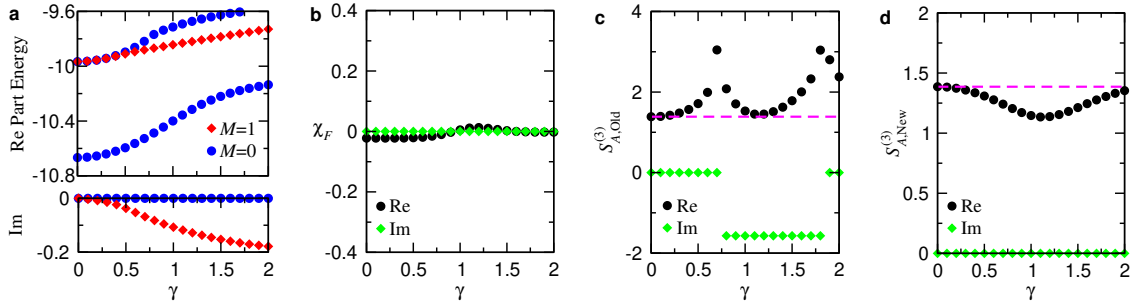 a
Re Part Energy
-9.6
-10
-10.4
-10.8
M=1
M=0
Im
0
-0.2
0 0.5 1 1.5 2
γ
b
χF
0.4
0.2
0.0
-0.2
-0.4
Re
Im
0 0.5 1 1.5 2
γ
c
S(3)A,Old
4
2
0
-2
Re
Im
0 0.5 1 1.5 2
γ
d
S(3)A,New
2
1.5
1
0.5
0
Re
Im
0 0.5 1 1.5 2
γ